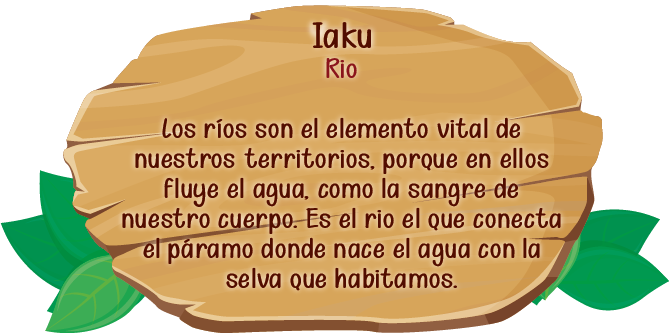 Iaku
Rio
Los ríos son el elemento vital de
nuestros territorios, porque en ellos
fluye el agua, como la sangre de
nuestro cuerpo. Es el rio el que conecta
el páramo donde nace el agua con la
selva que habitamos.